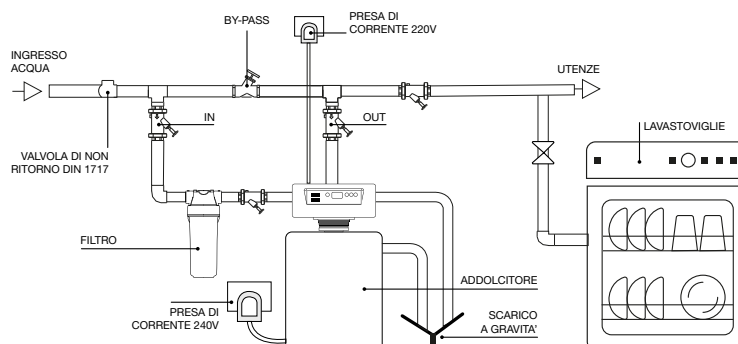 BY-PASS
PRESA DI
CORRENTE 220V
INGRESSO
ACQUA
UTENZE
IN
OUT
LAVASTOVIGLIE
VALVOLA DI NON
RITORNO DIN 1717
FILTRO
ADDOLCITORE
PRESA DI
CORRENTE 240V
SCARICO
A GRAVITA'